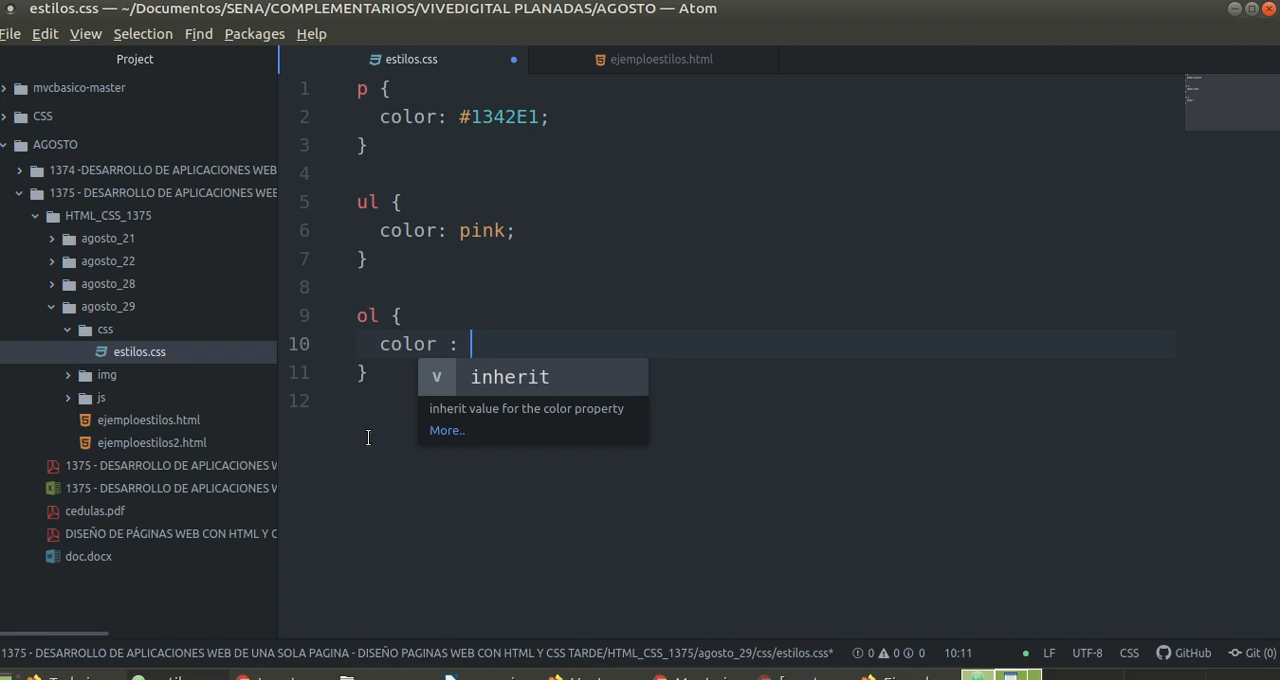 estilos.css — ~/Documentos/SENA/COMPLEMENTARIOS/VIVEDIGITAL PLANADAS/AGOSTO — Atom
File Edit View Selection Find Packages Help
Project
mvcbasico-master
CSS
AGOSTO
1374 -DESARROLLO DE APLICACIONES WEB
1375 - DESARROLLO DE APLICACIONES WEB
HTML_CSS_1375
agosto_21
agosto_22
agosto_28
agosto_29
css
estilos.css
img
js
ejemploestilos.html
ejemploestilos2.html
1375 - DESARROLLO DE APLICACIONES W
1375 - DESARROLLO DE APLICACIONES W
cedulas.pdf
DISEÑO DE PÁGINAS WEB CON HTML Y C
doc.docx
estilos.css
ejemploestilos.html
1 p {
2 color: #1342E1;
3 }
4
5 ul {
6 color: pink;
7 }
8
9 ol {
10 color :
11 }
12
v inherit
inherit value for the color property
More..
1375 - DESARROLLO DE APLICACIONES WEB DE UNA SOLA PAGINA - DISEÑO PAGINAS WEB CON HTML Y CSS TARDE/HTML_CSS_1375/agosto_29/css/estilos.css* 0 0 0 10:11 LF UTF-8 CSS GitHub Git (0)